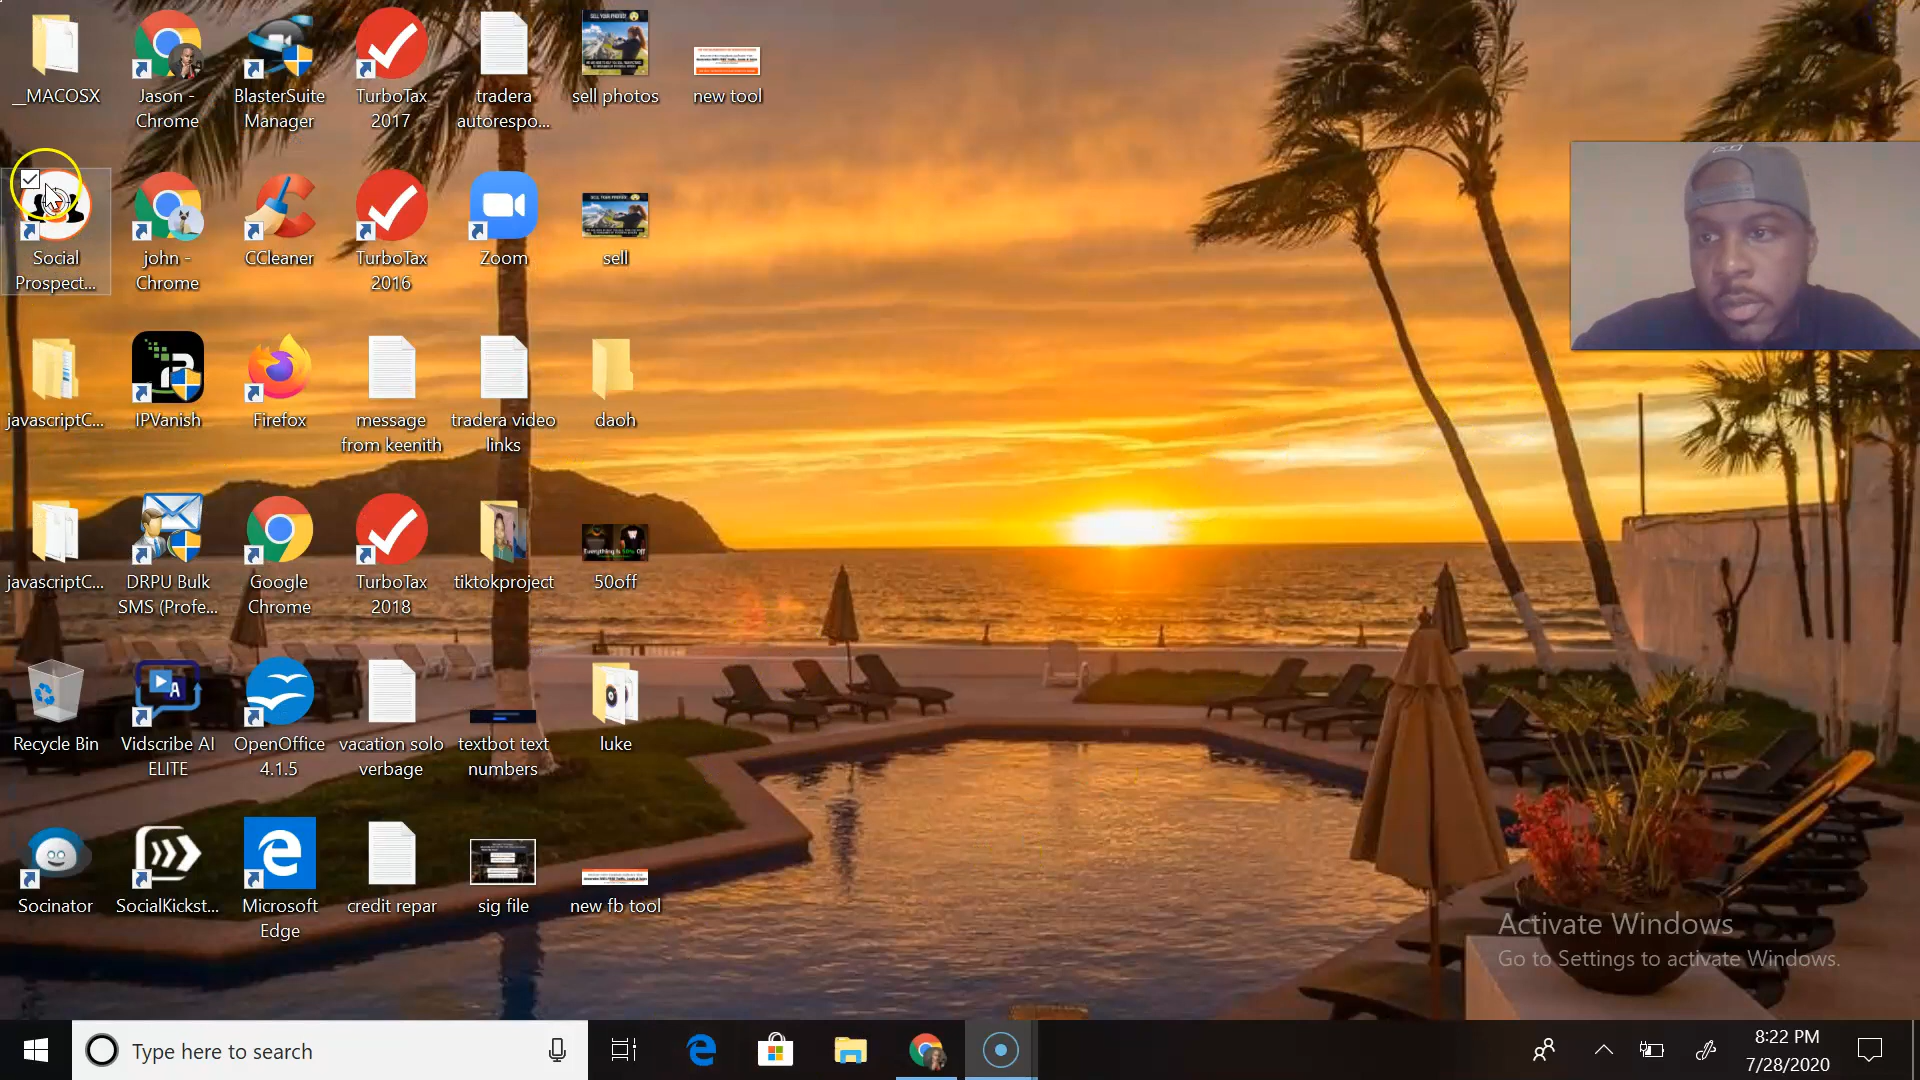 __MACOSX
Jason -
Chrome
BlasterSuite
Manager
TurboTax
2017
tradera
autorespo...
sell photos
new tool
Social
Prospect...
john -
Chrome
CCleaner
TurboTax
2016
Zoom
sell
javascriptC...
IPVanish
Firefox
message
from keenith
tradera video
links
daoh
javascriptC...
DRPU Bulk
SMS (Profe...
Google
Chrome
TurboTax
2018
tiktokproject
50off
Recycle Bin
Vidscribe AI
ELITE
OpenOffice
4.1.5
vacation solo
verbage
textbot text
numbers
luke
Socinator
SocialKickst...
Microsoft
Edge
credit repar
sig file
new fb tool
Activate Windows
Go to Settings to activate Windows.
Type here to search
8:22 PM
7/28/2020